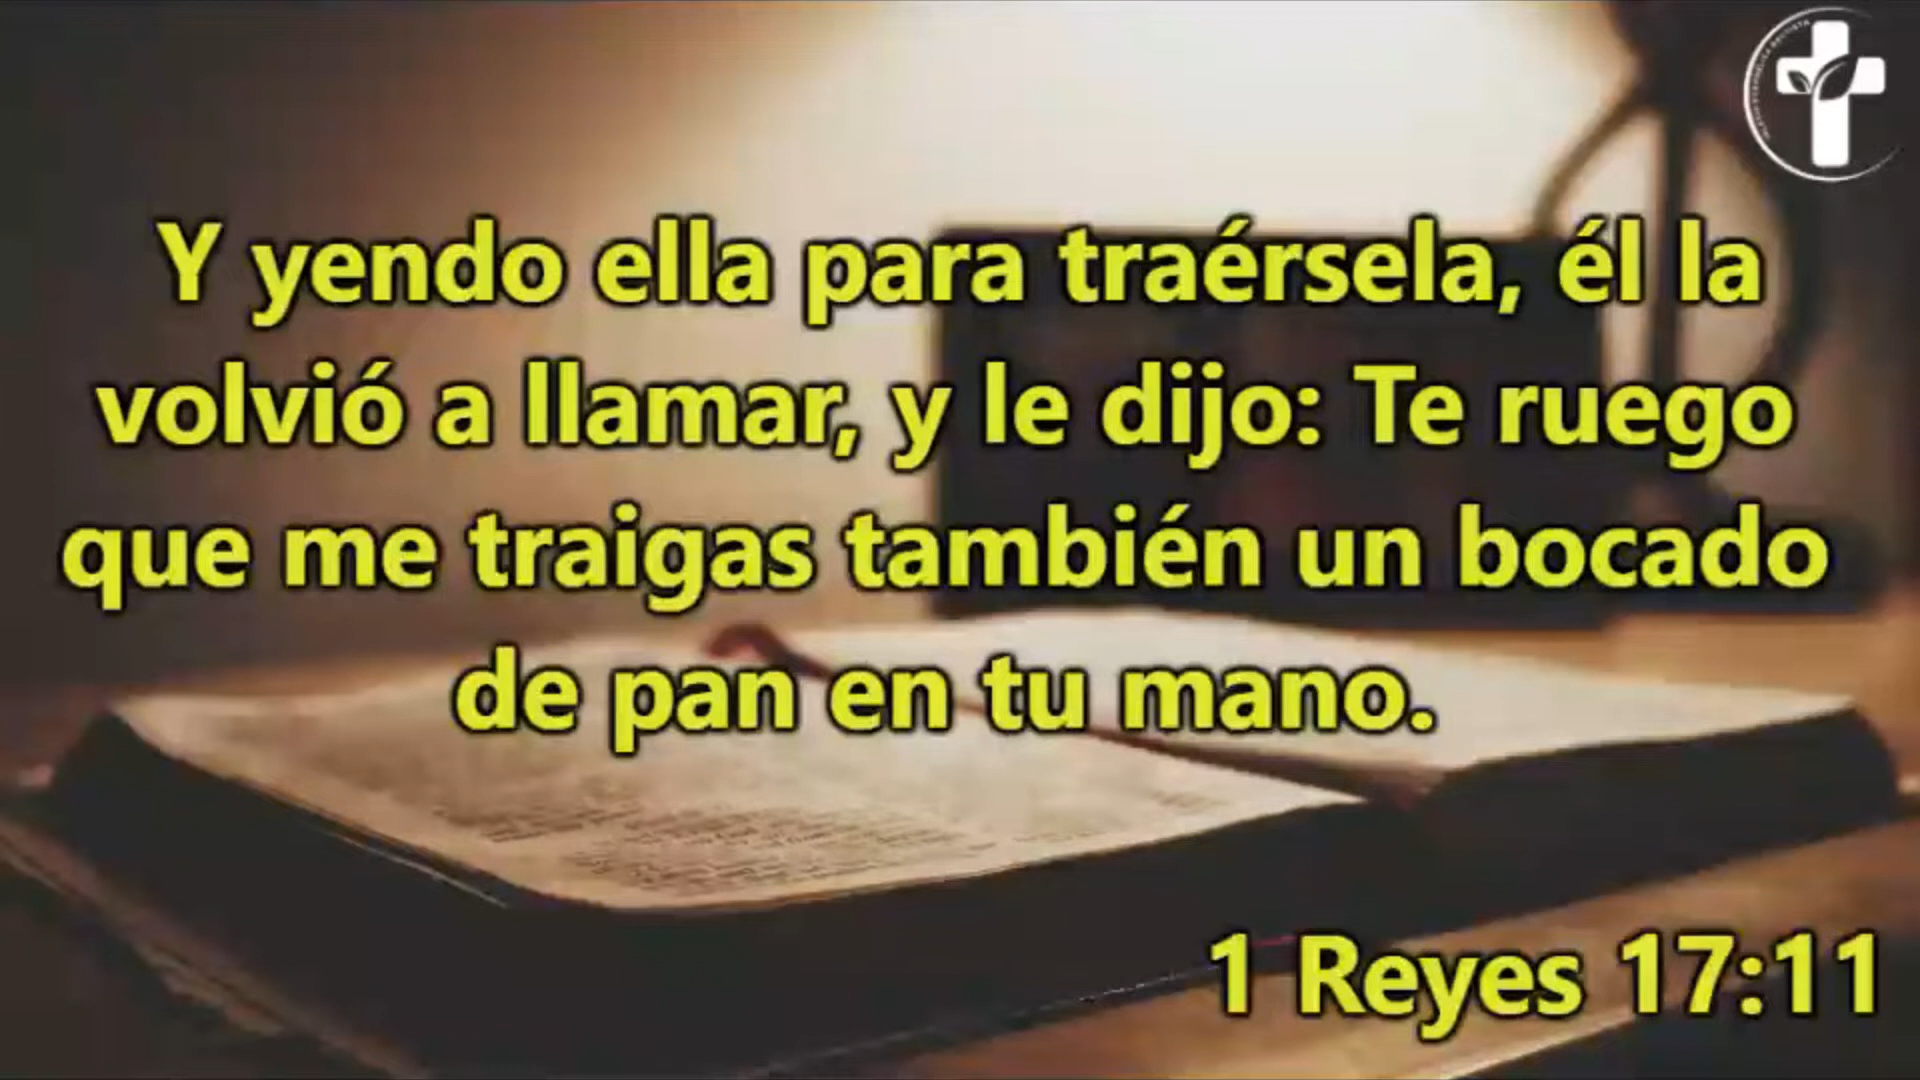 Y yendo ella para traérsela, él la
volvió a llamar, y le dijo: Te ruego
que me traigas también un bocado
de pan en tu mano.
1 Reyes 17:11